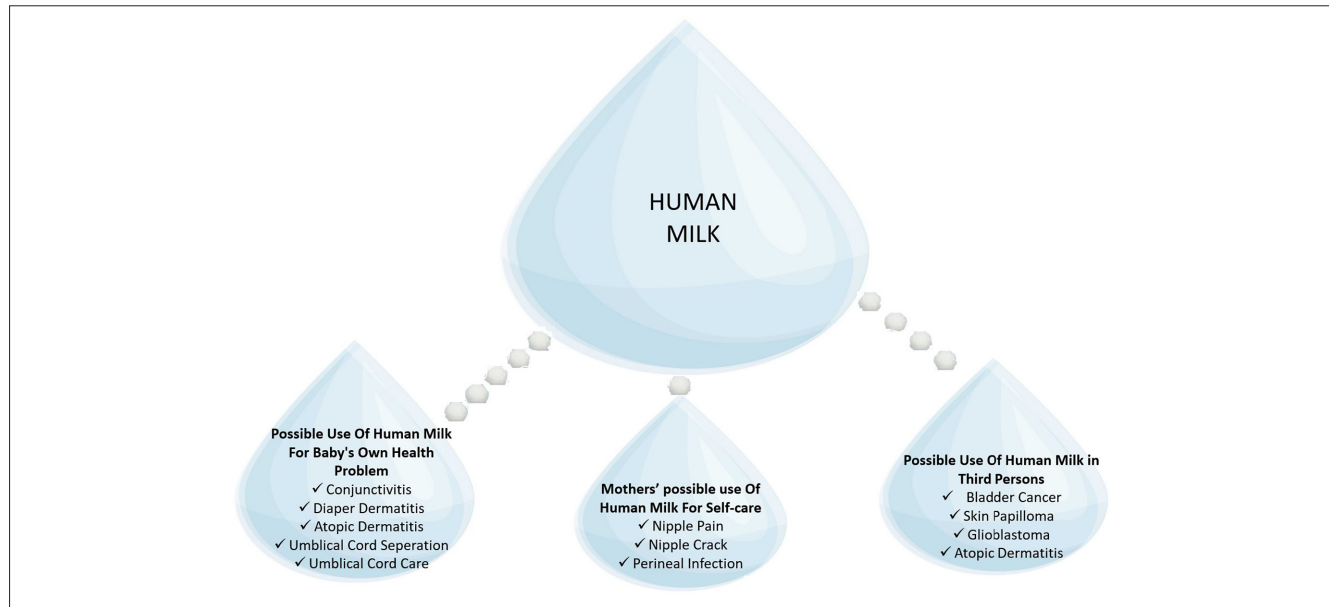 HUMAN
MILK
Possible Use Of Human Milk
For Baby's Own Health
Problem
✓ Conjunctivitis
✓ Diaper Dermatitis
✓ Atopic Dermatitis
✓ Umblical Cord Seperation
✓ Umblical Cord Care
Mothers’ possible use Of
Human Milk For Self-care
✓ Nipple Pain
✓ Nipple Crack
✓ Perineal Infection
Possible Use Of Human Milk in
Third Persons
✓ Bladder Cancer
✓ Skin Papilloma
✓ Glioblastoma
✓ Atopic Dermatitis